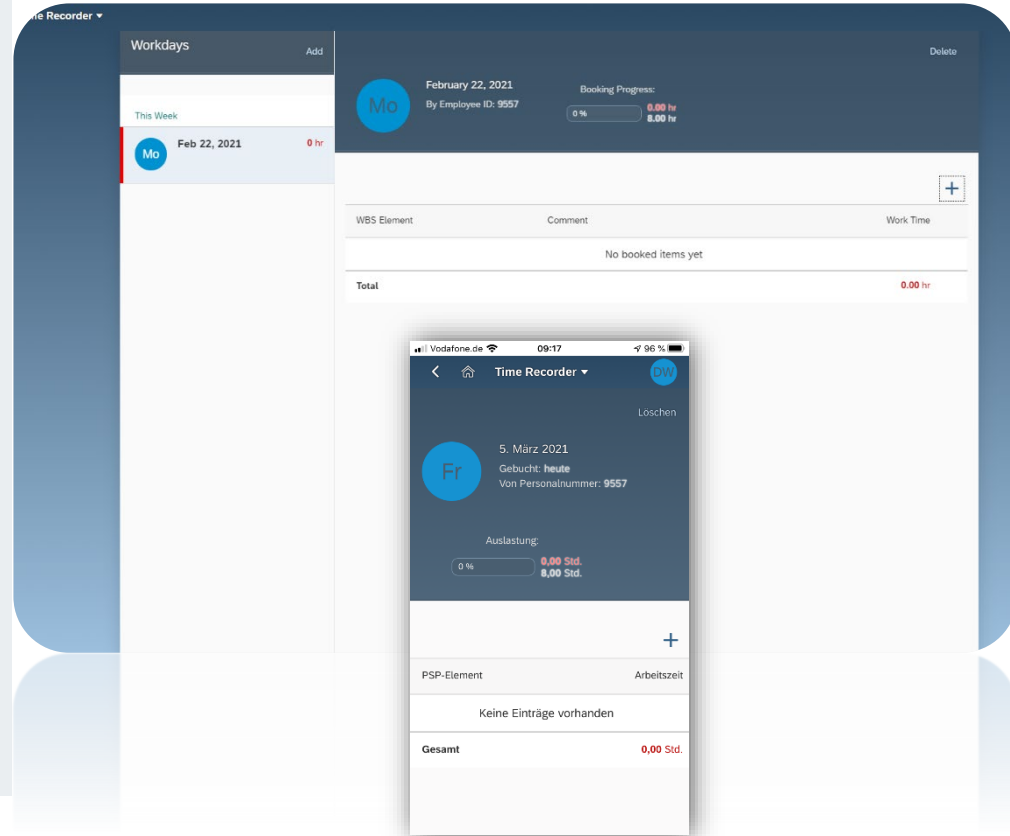 Time Recorder
Workdays
Add
This Week
Mo
Feb 22, 2021
0 hr
Delete
Mo
February 22, 2021
By Employee ID: 9557
Booking Progress:
0 %
0.00 hr
8.00 hr
+
WBS Element Comment Work Time
No booked items yet
Total 0.00 hr
Vodafone.de 09:17 96 %
Time Recorder
DW
Löschen
Fr
5. März 2021
Gebucht: heute
Von Personalnummer: 9557
Auslastung:
0 %
0,00 Std.
8,00 Std.
+
PSP-Element Arbeitszeit
Keine Einträge vorhanden
Gesamt 0,00 Std.